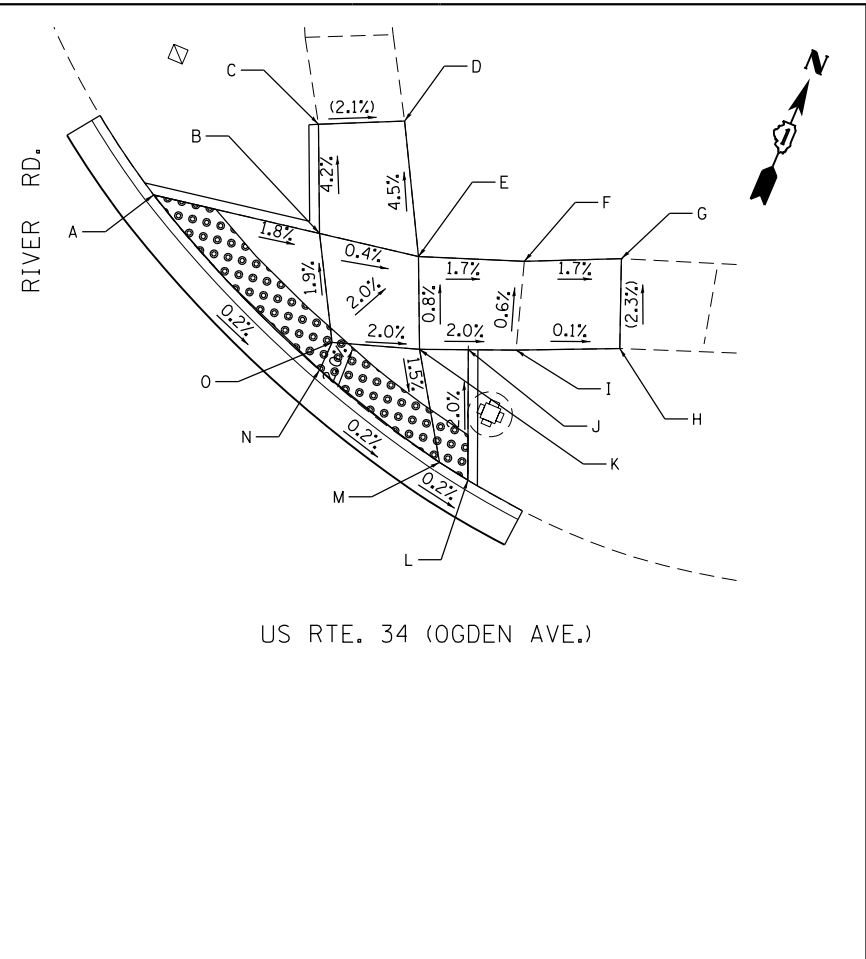 N
1
C
D
(2.1%)
B
4.2%
4.5%
RIVER RD.
A
E
F
G
1.8%
0.4%
1.7%
1.7%
1.9%
2.0%
0.8%
0.6%
(2.3%)
0.2%
2.0%
2.0%
0.1%
O
1.5%
I
H
2.0%
J
N
0.2%
K
M
0.2%
L
US RTE. 34 (OGDEN AVE.)